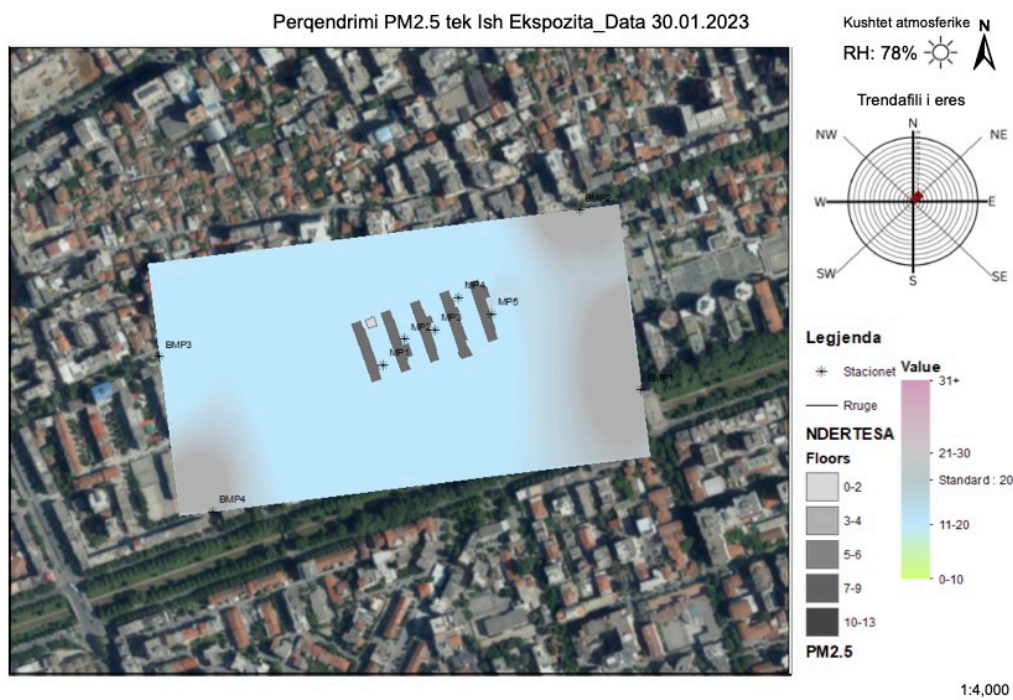 Perqendrimi PM2.5 tek Ish Ekspozita_Data 30.01.2023
Kushtet atmosferike
N
RH: 78%
Trendafili i eres
N
NW
NE
W
E
SW
SE
S
BMP2
MP4
MP5
MP3
MP2
MP1
BMP3
BMP1
BMP4
Legjenda
Stacionet
Rruge
NDERTESA
Floors
0-2
3-4
5-6
7-9
10-13
PM2.5
Value
31+
21-30
Standard : 20
11-20
0-10
1:4,000